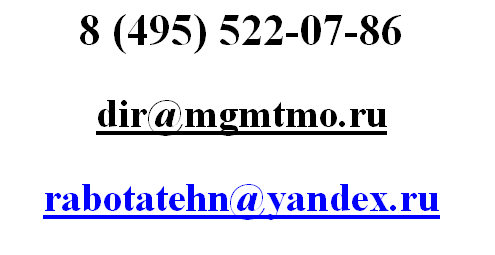 8 (495) 522-07-86
dir@mgmtmo.ru
rabotatehn@yandex.ru